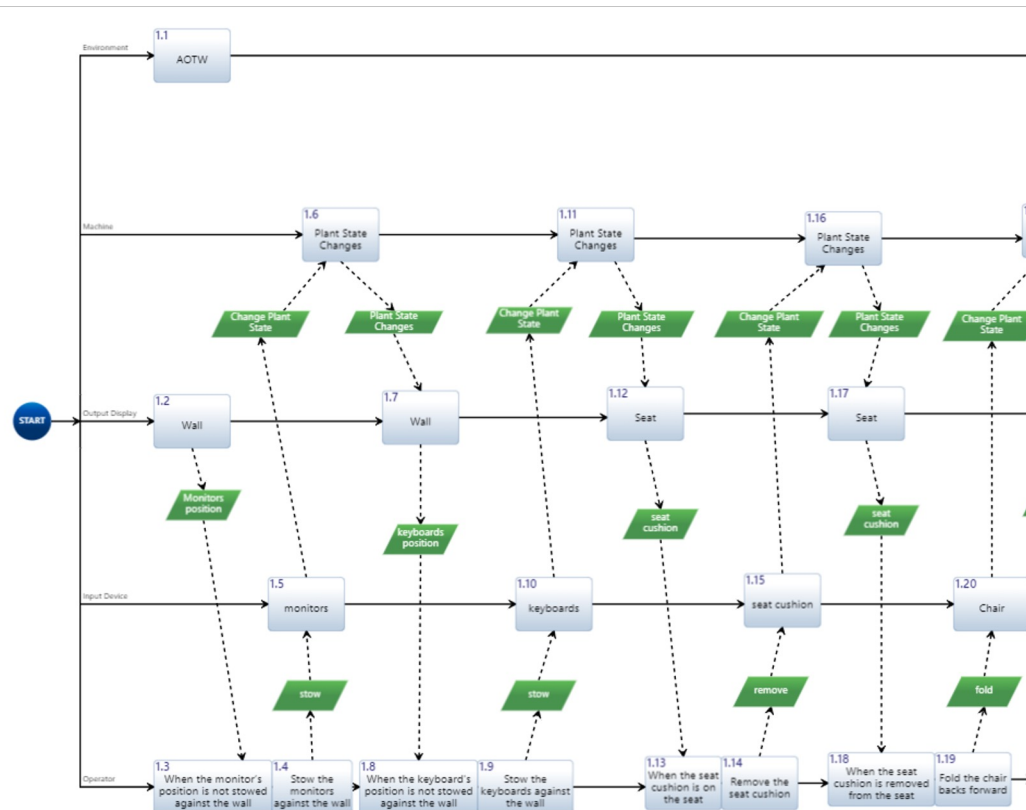 Environment
1.1
AOTW
Machine
1.6
Plant State
Changes
1.11
Plant State
Changes
1.16
Plant State
Changes
Change Plant
State
Plant State
Changes
Change Plant
State
Plant State
Changes
Change Plant
State
Plant State
Changes
Change Plant
State
START
Output Display
1.2
Wall
1.7
Wall
1.12
Seat
1.17
Seat
Monitors
position
keyboards
position
seat
cushion
seat
cushion
Input Device
1.5
monitors
1.10
keyboards
1.15
seat cushion
1.20
Chair
stow
stow
remove
fold
Operator
1.3
When the monitor's
position is not stowed
against the wall
1.4
Stow the
monitors
against the wall
1.8
When the keyboard's
position is not stowed
against the wall
1.9
Stow the
keyboards against
the wall
1.13
When the seat
cushion is on
the seat
1.14
Remove the
seat cushion
1.18
When the seat
cushion is removed
from the seat
1.19
Fold the chair
backs forward